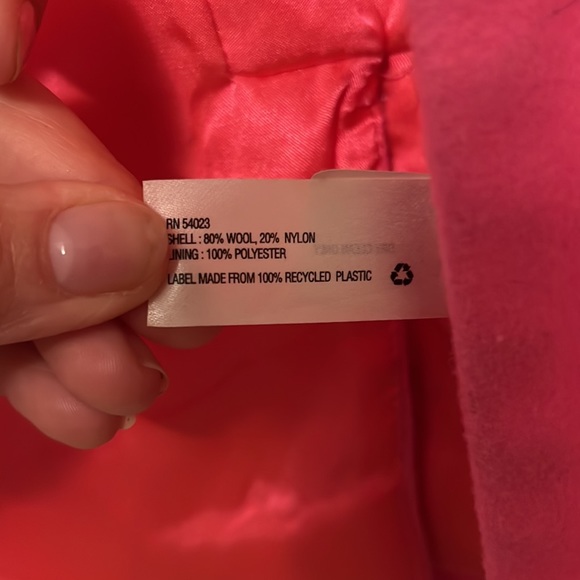 RN 54023
SHELL : 80% WOOL, 20% NYLON
LINING : 100% POLYESTER
LABEL MADE FROM 100% RECYCLED PLASTIC